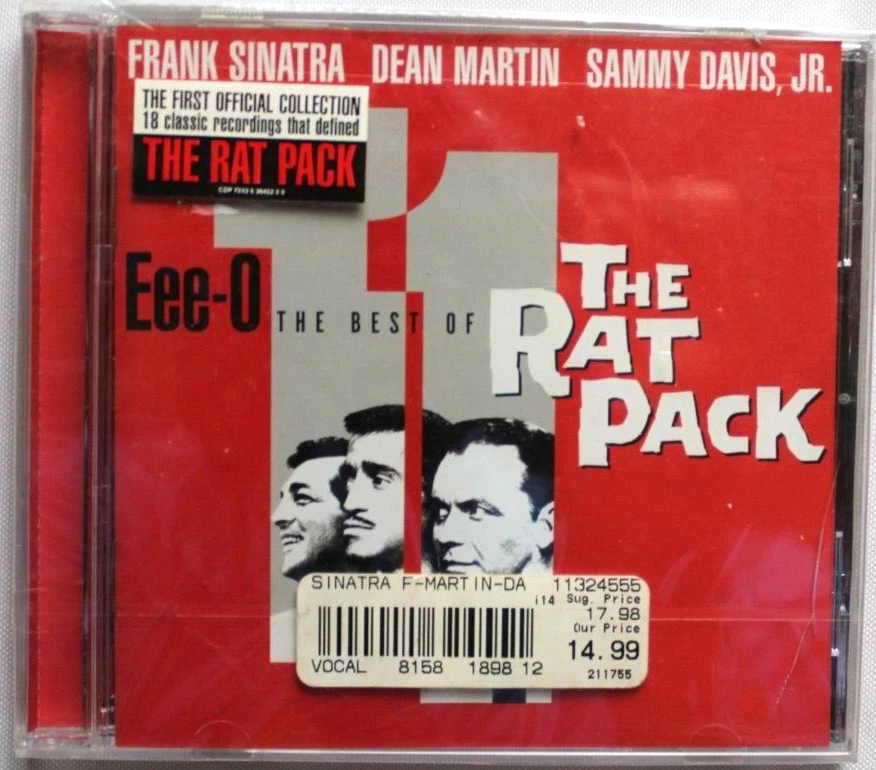 FRANK SINATRA DEAN MARTIN SAMMY DAVIS, JR.
THE FIRST OFFICIAL COLLECTION
18 classic recordings that defined
THE RAT PACK
11
Eee-O THE BEST OF
THE
RAT
PACK
SINATRA F-MARTIN-DA 11324555
i14 Sug. Price
17.98
Our Price
14.99
VOCAL 8158 1898 12
211755